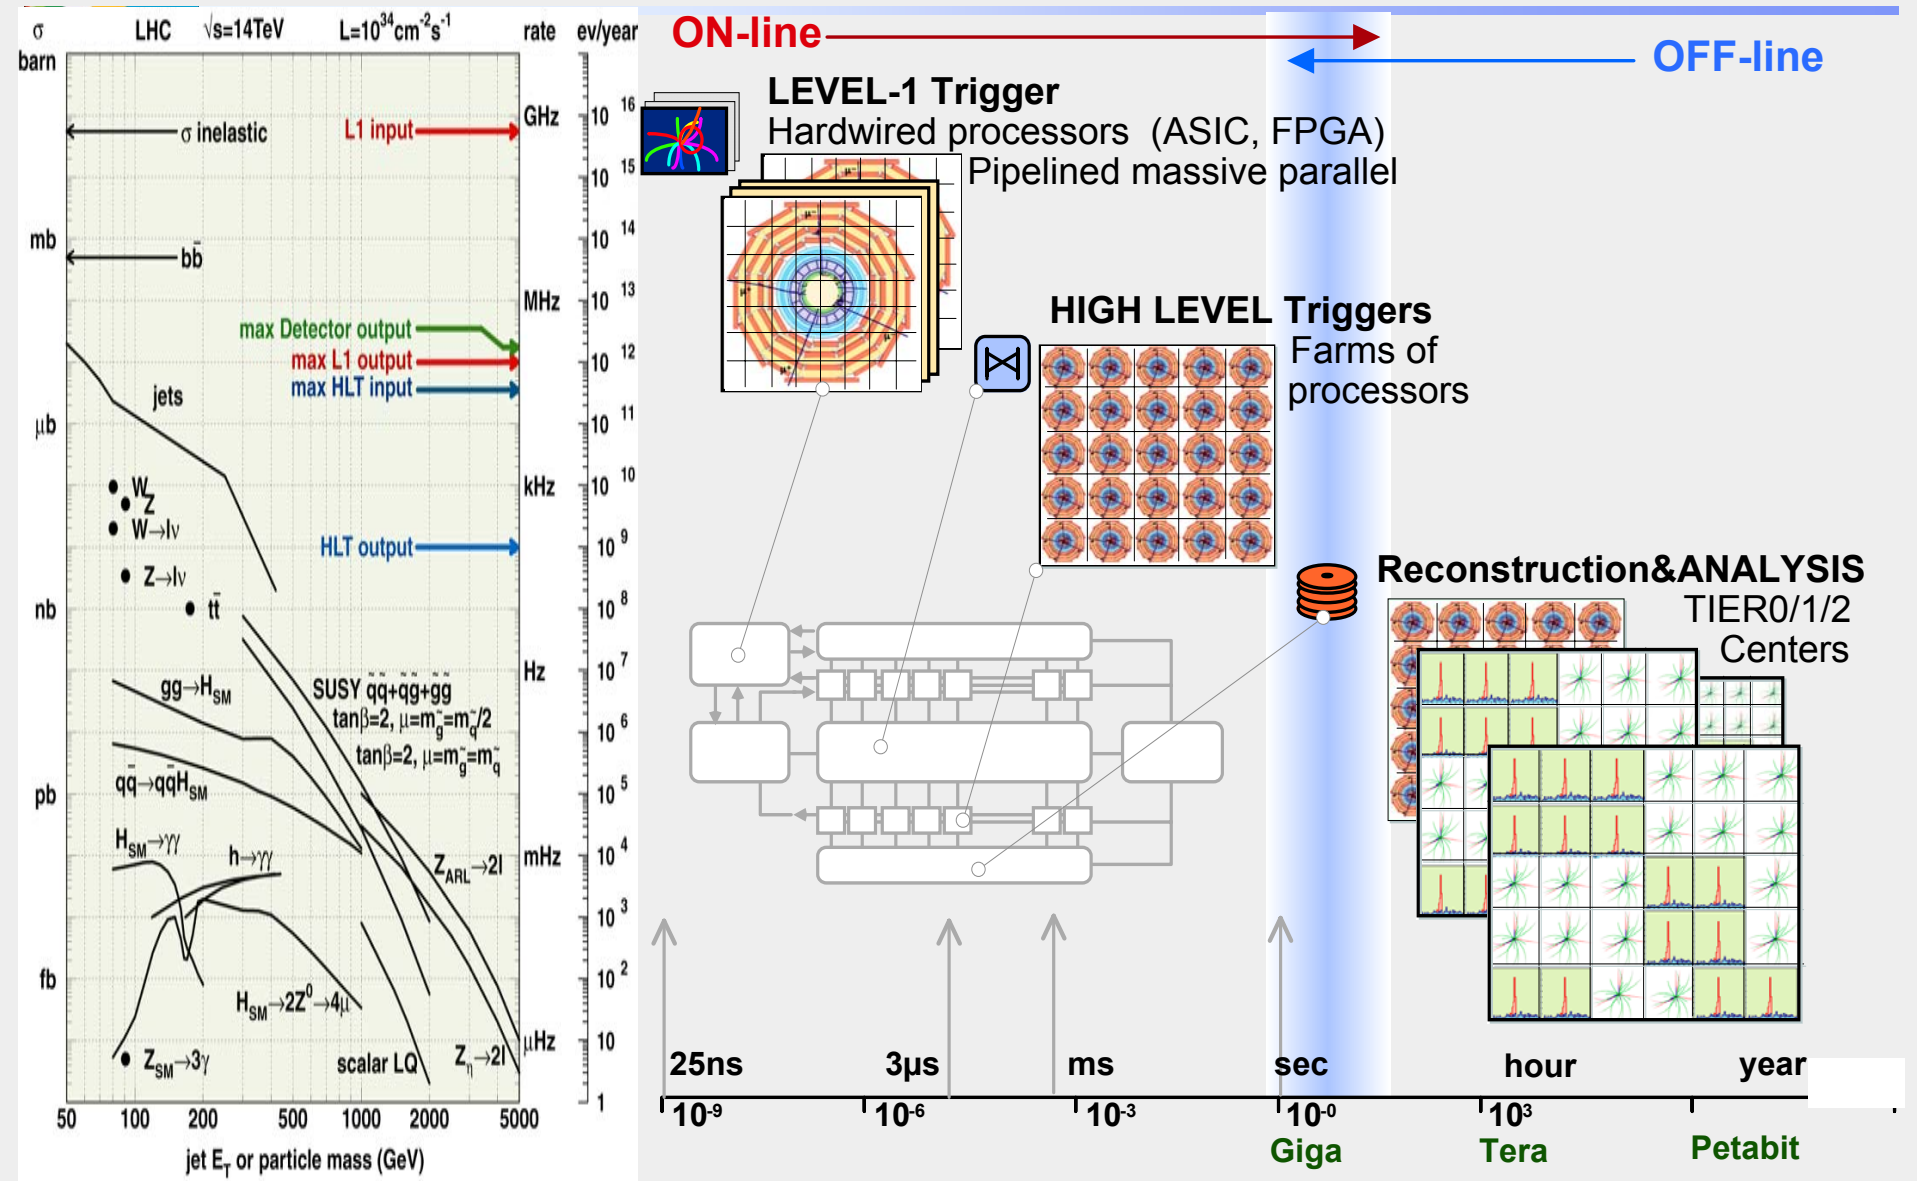 σ LHC √s=14TeV L=10³⁴cm⁻²s⁻¹ rate ev/year
barn
GHz
mb
MHz
μb
kHz
nb
Hz
pb
mHz
fb
μHz
10¹⁶
10¹⁵
10¹⁴
10¹³
10¹²
10¹¹
10¹⁰
10⁹
10⁸
10⁷
10⁶
10⁵
10⁴
10³
10²
10
1
σ inelastic
L1 input
bb̄
max Detector output
max L1 output
max HLT input
jets
W
Z
W→lν
Z→lν
HLT output
tt̄
gg→H_SM
SUSY q̃q̃+q̃g̃+g̃g̃
tanβ=2, μ=m_g̃=m_q̃/2
tanβ=2, μ=m_g̃=m_q̃
qq̄→qq̄H_SM
H_SM→γγ
h→γγ
Z_ARL→2l
H_SM→2Z⁰→4μ
Z_SM→3γ
scalar LQ
Z_η→2l
50 100 200 500 1000 2000 5000
jet E_T or particle mass (GeV)
ON-line
OFF-line
LEVEL-1 Trigger
Hardwired processors (ASIC, FPGA)
Pipelined massive parallel
μ⁻
μ⁻
μ⁺
μ⁻
μ⁺
HIGH LEVEL Triggers
Farms of
processors
Reconstruction&ANALYSIS
TIER0/1/2
Centers
25ns 3µs ms sec hour year
10⁻⁹ 10⁻⁶ 10⁻³ 10⁻⁰ 10³
Giga Tera Petabit